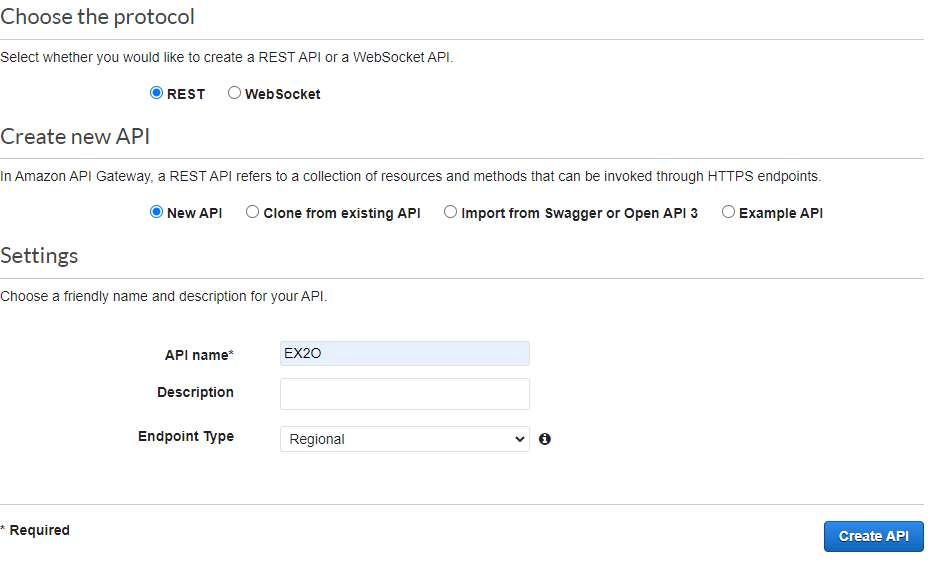 Choose the protocol
Select whether you would like to create a REST API or a WebSocket API.
REST WebSocket
Create new API
In Amazon API Gateway, a REST API refers to a collection of resources and methods that can be invoked through HTTPS endpoints.
New API Clone from existing API Import from Swagger or Open API 3 Example API
Settings
Choose a friendly name and description for your API.
API name* EX2O
Description
Endpoint Type Regional
* Required
Create API